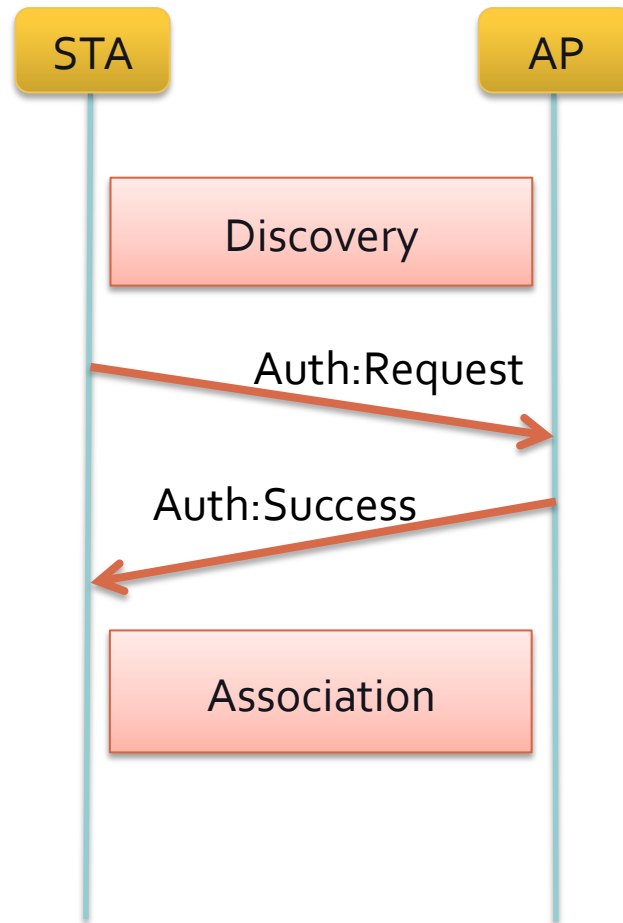 STA
AP
Discovery
Auth:Request
Auth:Success
Association